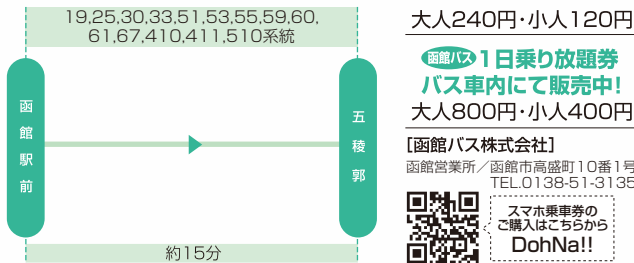 19,25,30,33,51,53,55,59,60,
61,67,410,411,510系統
函館駅前
五稜郭
約15分
大人240円・小人120円
函館バス 1日乗り放題券
バス車内にて販売中!
大人800円・小人400円
[函館バス株式会社]
函館営業所/函館市高盛町10番1号
TEL.0138-51-3135
スマホ乗車券の
ご購入はこちらから
DohNa!!